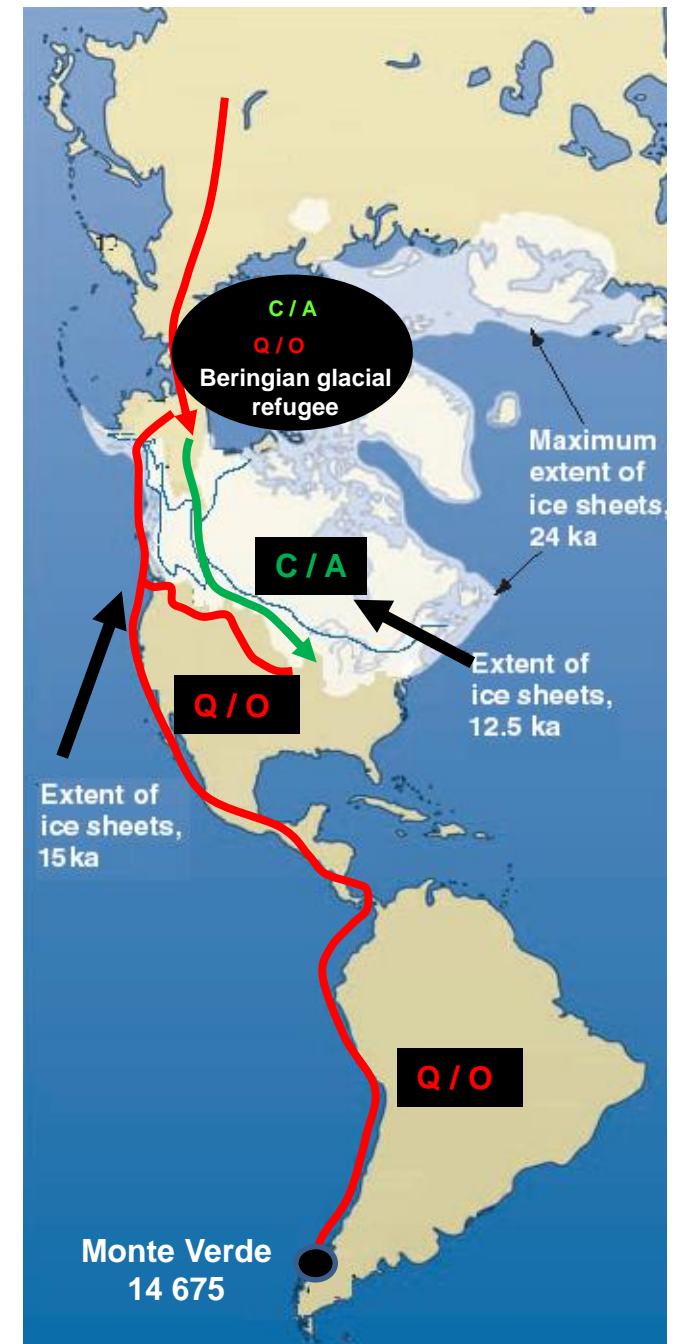 C / A
Q / O
Beringian glacial
refugee
Maximum
extent of
ice sheets,
24 ka
C / A
Extent of
ice sheets,
12.5 ka
Q / O
Extent of
ice sheets,
15 ka
Q / O
Monte Verde
14 675